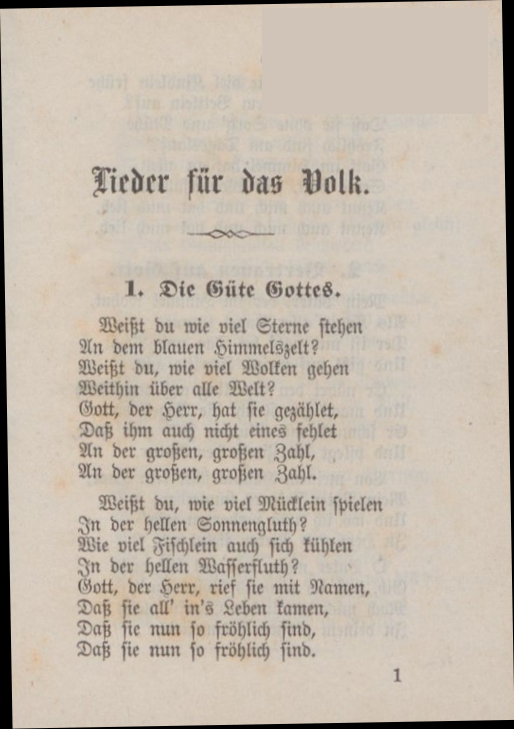 Lieder für das Volk.
1. Die Güte Gottes.
Weißt du wie viel Sterne stehen
An dem blauen Himmelszelt?
Weißt du, wie viel Wolken gehen
Weithin über alle Welt?
Gott, der Herr, hat sie gezählet,
Daß ihm auch nicht eines fehlet
An der großen, großen Zahl,
An der großen, großen Zahl.
Weißt du, wie viel Mücklein spielen
In der hellen Sonnengluth?
Wie viel Fischlein auch sich kühlen
In der hellen Wasserfluth?
Gott, der Herr, rief sie mit Namen,
Daß sie all' in's Leben kamen,
Daß sie nun so fröhlich sind,
Daß sie nun so fröhlich sind.
1